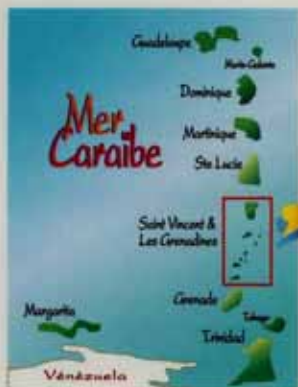 Guadeloupe
Marie-Galante
Dominique
Mer
Caraïbe
Martinique
Ste Lucie
Saint Vincent &
Les Grenadines
Grenade
Margarita
Tobago
Trinidad
Vénézuela